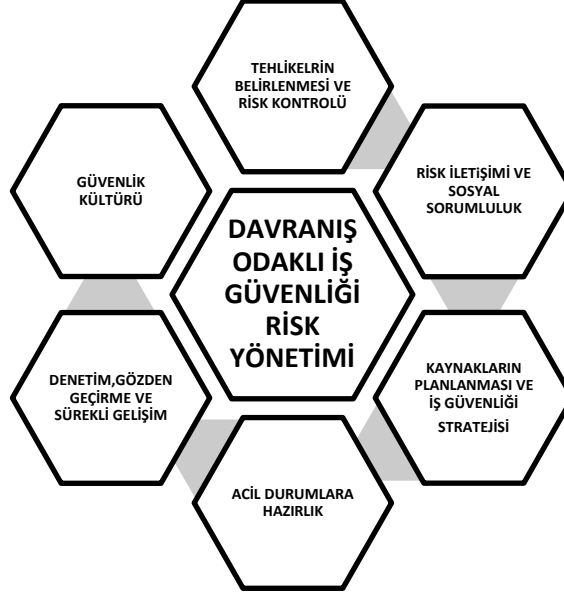 TEHLİKELRİN
BELİRLENMESİ VE
RİSK KONTROLÜ
RİSK İLETİŞİMİ VE
SOSYAL
SORUMLULUK
KAYNAKLARIN
PLANLANMASI VE
İŞ GÜVENLİĞİ
STRATEJİSİ
ACİL DURUMLARA
HAZIRLIK
DENETİM,GÖZDEN
GEÇİRME VE
SÜREKLİ GELİŞİM
GÜVENLİK
KÜLTÜRÜ
DAVRANIŞ
ODAKLI İŞ
GÜVENLİĞİ
RİSK
YÖNETİMİ